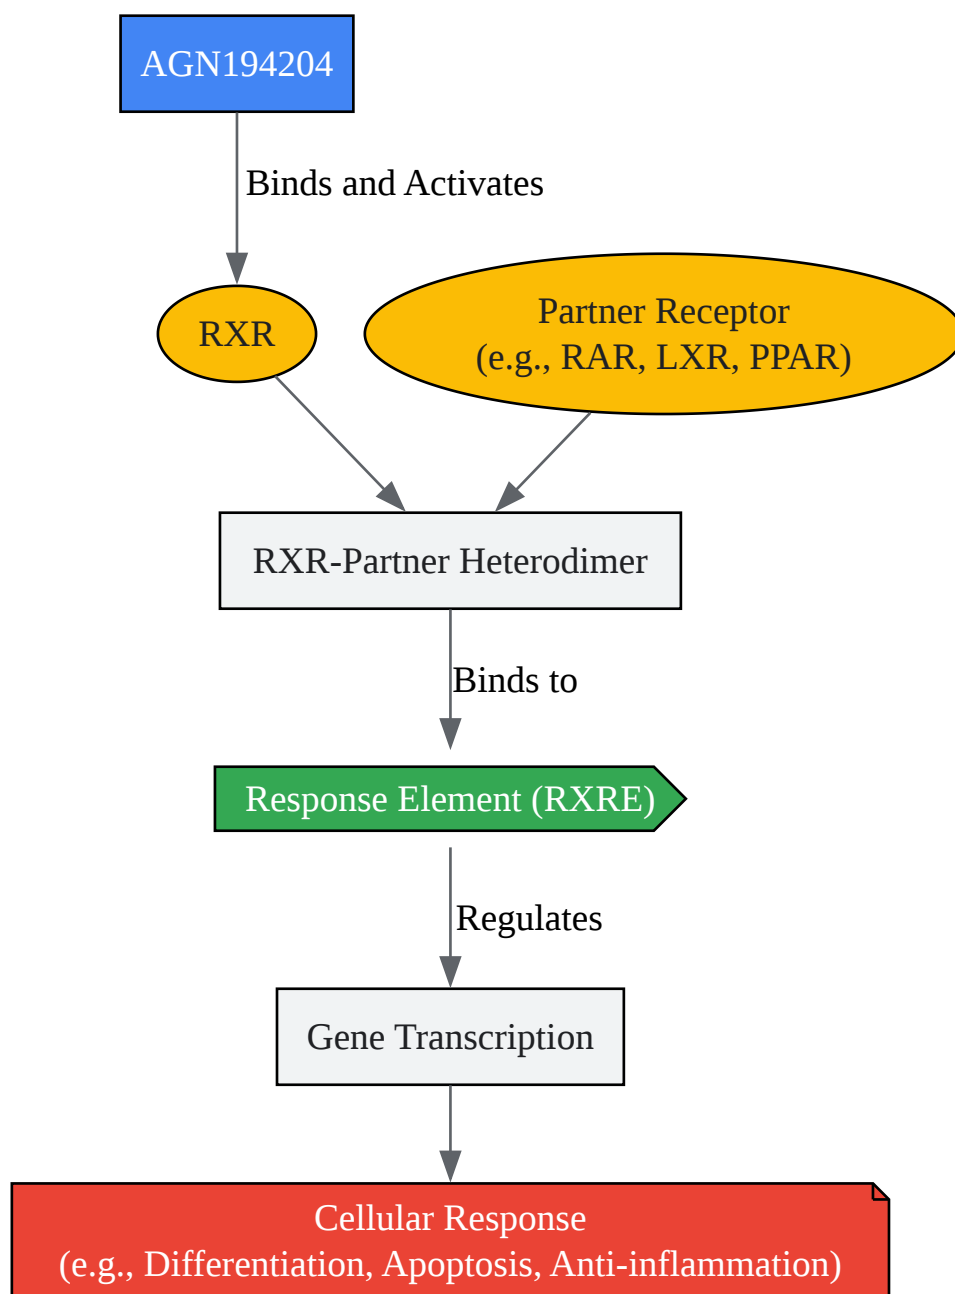 AGN194204
Binds and Activates
RXR
Partner Receptor
(e.g., RAR, LXR, PPAR)
RXR-Partner Heterodimer
Binds to
Response Element (RXRE)
Regulates
Gene Transcription
Cellular Response
(e.g., Differentiation, Apoptosis, Anti-inflammation)